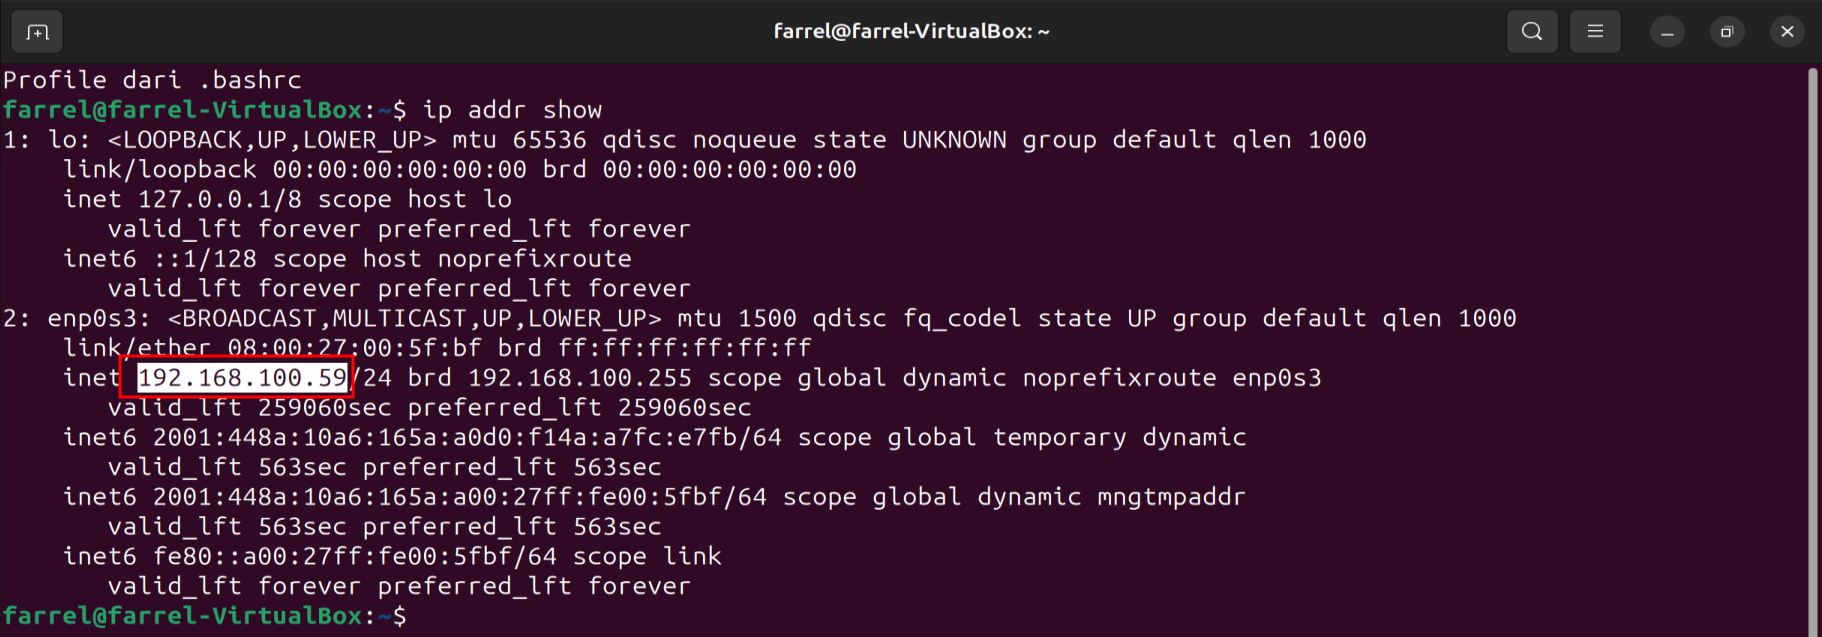 farrel@farrel-VirtualBox: ~
Profile dari .bashrc
farrel@farrel-VirtualBox:~$ ip addr show
1: lo: <LOOPBACK,UP,LOWER_UP> mtu 65536 qdisc noqueue state UNKNOWN group default qlen 1000
    link/loopback 00:00:00:00:00:00 brd 00:00:00:00:00:00
    inet 127.0.0.1/8 scope host lo
       valid_lft forever preferred_lft forever
    inet6 ::1/128 scope host noprefixroute
       valid_lft forever preferred_lft forever
2: enp0s3: <BROADCAST,MULTICAST,UP,LOWER_UP> mtu 1500 qdisc fq_codel state UP group default qlen 1000
    link/ether 08:00:27:00:5f:bf brd ff:ff:ff:ff:ff:ff
    inet 192.168.100.59/24 brd 192.168.100.255 scope global dynamic noprefixroute enp0s3
       valid_lft 259060sec preferred_lft 259060sec
    inet6 2001:448a:10a6:165a:a0d0:f14a:a7fc:e7fb/64 scope global temporary dynamic
       valid_lft 563sec preferred_lft 563sec
    inet6 2001:448a:10a6:165a:a00:27ff:fe00:5fbf/64 scope global dynamic mngtmpaddr
       valid_lft 563sec preferred_lft 563sec
    inet6 fe80::a00:27ff:fe00:5fbf/64 scope link
       valid_lft forever preferred_lft forever
farrel@farrel-VirtualBox:~$